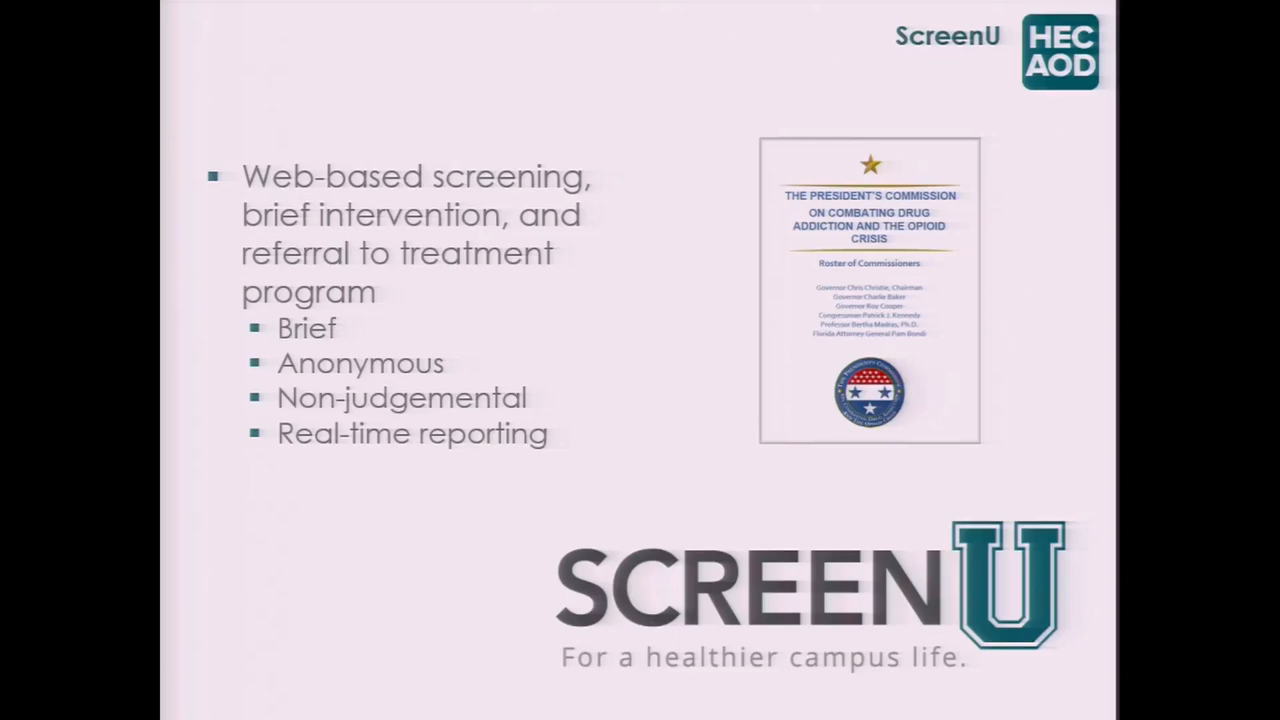 ScreenU
HEC
AOD
Web-based screening,
brief intervention, and
referral to treatment
program
Brief
Anonymous
Non-judgemental
Real-time reporting
THE PRESIDENT'S COMMISSION
ON COMBATING DRUG
ADDICTION AND THE OPIOID
CRISIS
Roster of Commissioners
Governor Chris Christie, Chairman
Governor Charlie Baker
Governor Roy Cooper
Congressman Patrick J. Kennedy
Professor Bertha Madras, Ph.D.
Florida Attorney General Pam Bondi
SCREEN U
For a healthier campus life.